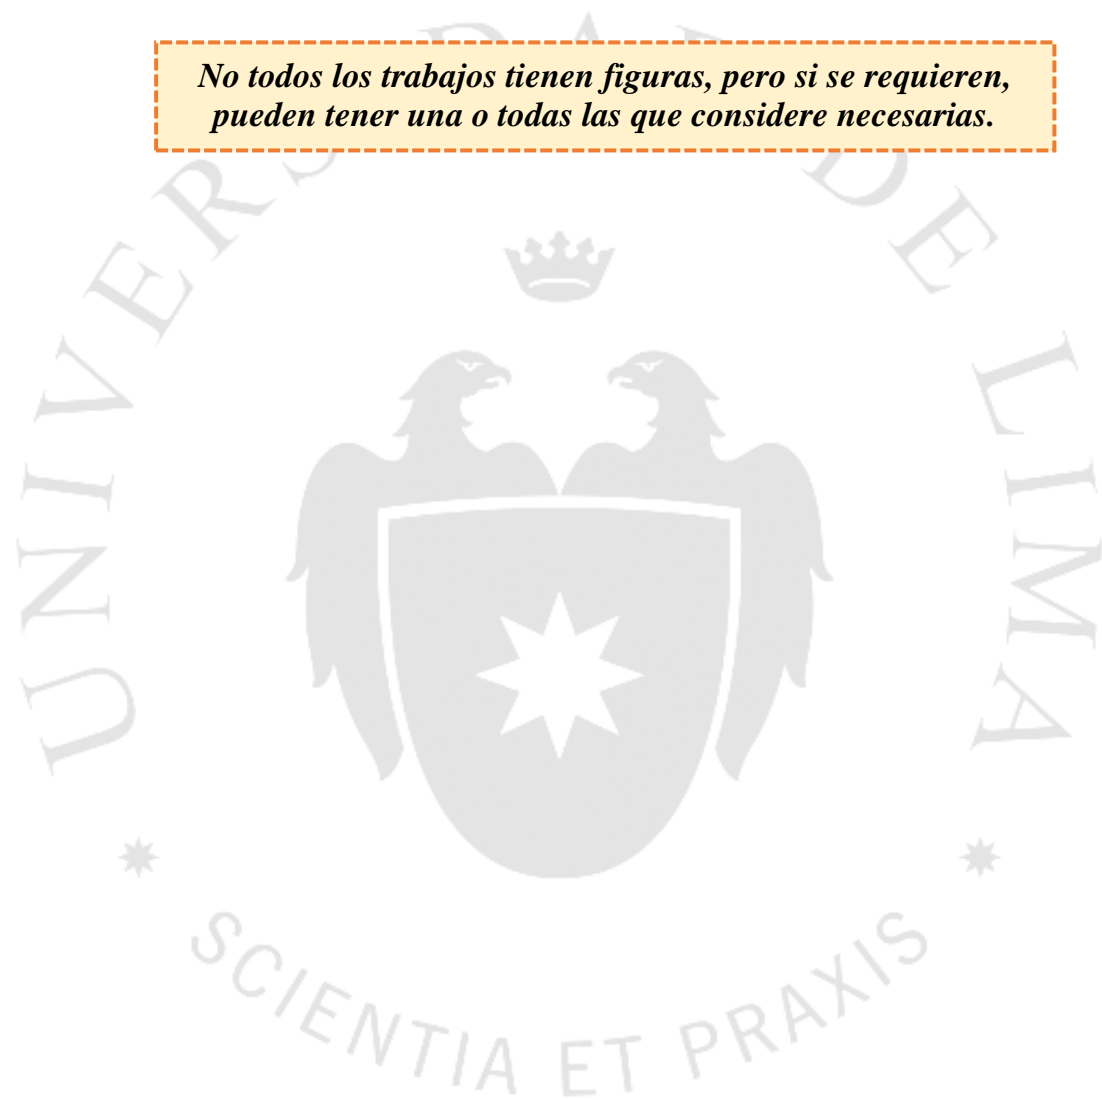 No todos los trabajos tienen figuras, pero si se requieren,
pueden tener una o todas las que considere necesarias.
UNIVERSIDAD DE LIMA
SCIENTIA ET PRAXIS